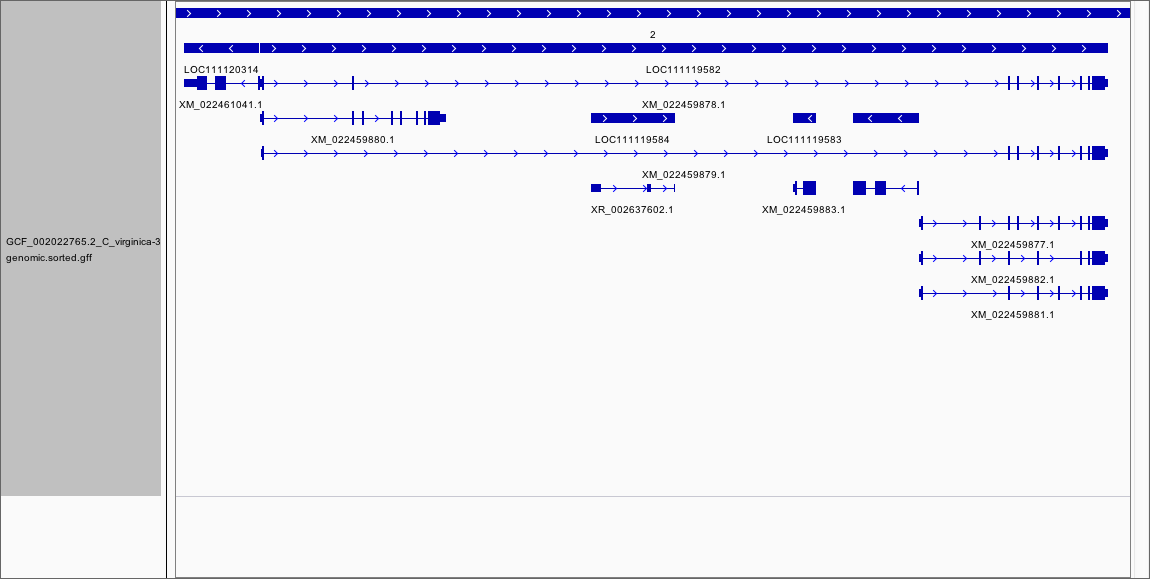 2
LOC111120314
LOC111119582
XM_022461041.1
XM_022459878.1
XM_022459880.1
LOC111119584
LOC111119583
XM_022459879.1
XR_002637602.1
XM_022459883.1
GCF_002022765.2_C_virginica-3
genomic.sorted.gff
XM_022459877.1
XM_022459882.1
XM_022459881.1